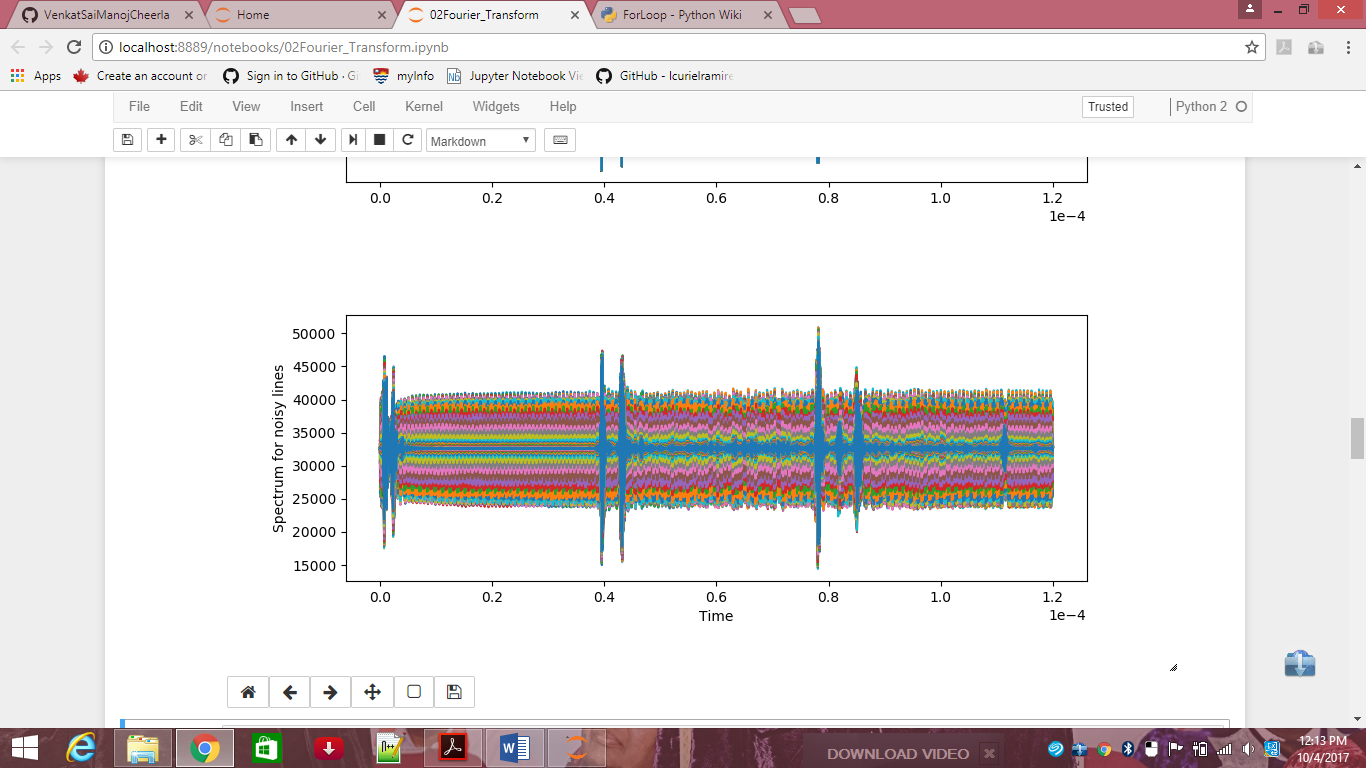 VenkatSaiManojCheerla
Home
02Fourier_Transform
ForLoop - Python Wiki
localhost:8889/notebooks/02Fourier_Transform.ipynb
Apps
Create an account or
Sign in to GitHub · Gi
myInfo
Nb
Jupyter Notebook Vie
GitHub - lcurielramire
File
Edit
View
Insert
Cell
Kernel
Widgets
Help
Trusted
Python 2
Markdown
0.0 0.2 0.4 0.6 0.8 1.0 1.2
1e−4
50000
45000
40000
35000
30000
25000
20000
15000
Spectrum for noisy lines
0.0 0.2 0.4 0.6 0.8 1.0 1.2
Time
1e−4
DOWNLOAD VIDEO
12:13 PM
10/4/2017